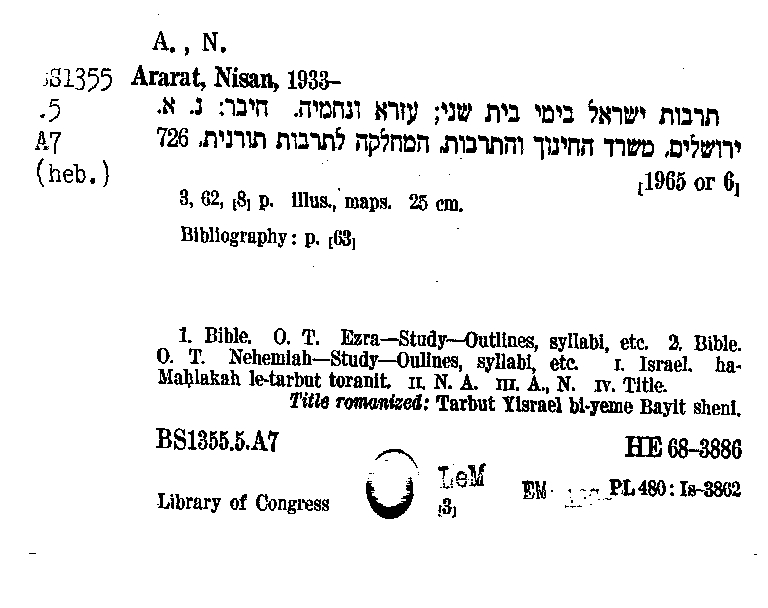 A., N.
BS1355 Ararat, Nisan, 1933–
.5 תרבות ישראל בימי בית שני; עזרא ונחמיה. חיבר: נ. א.
A7 ירושלים, משרד החינוך והתרבות, המחלקה לתרבות תורנית, 726
(heb.) [1965 or 6]
3, 62, [8] p. illus., maps. 25 cm.
Bibliography: p. [63]
1. Bible. O. T. Ezra—Study—Outlines, syllabi, etc. 2. Bible.
O. T. Nehemiah—Study—Oulines, syllabi, etc. I. Israel. ha-
Maḥlakah le-tarbut toranit. II. N. A. III. A., N. IV. Title.
Title romanized: Tarbut Yisrael bi-yeme Bayit sheni.
BS1355.5.A7 HE 68–3886
Library of Congress [3] LeM EM PL 480: Is-3862